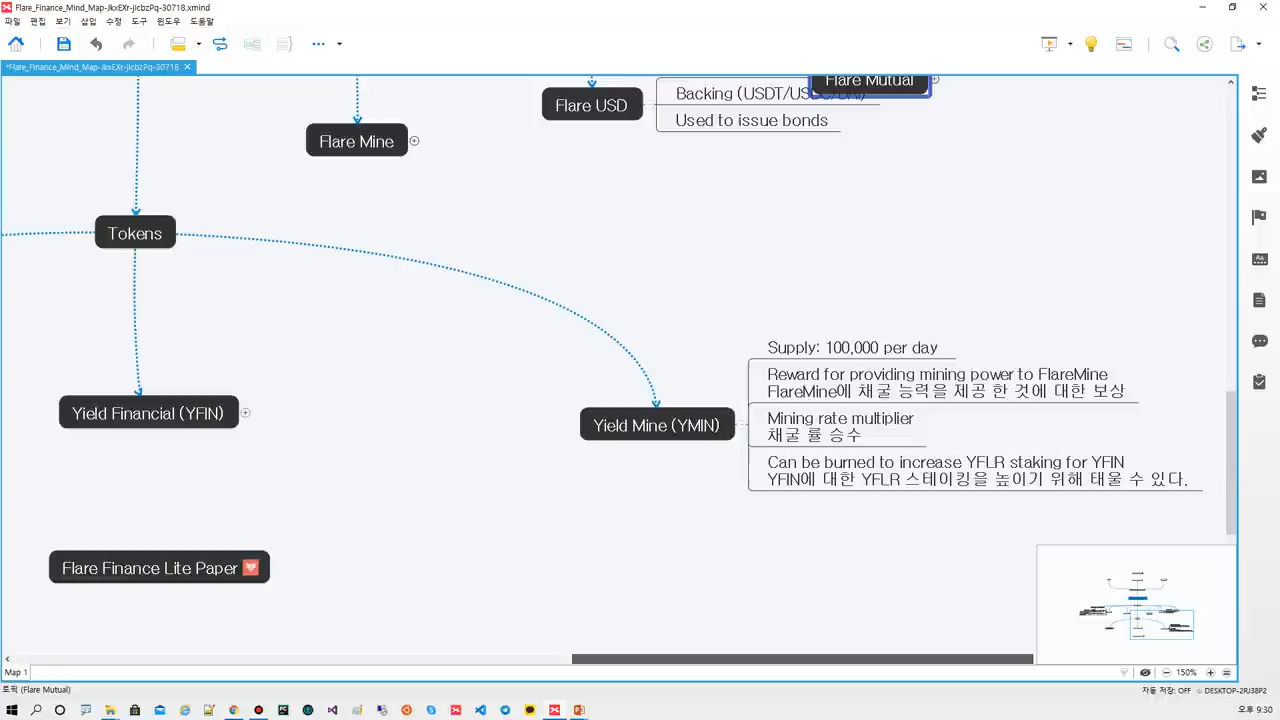 Flare_Finance_Mind_Map-JkxEXr-jIcbzPq-30718.xmind
파일 편집 보기 삽입 수정 도구 윈도우 도움말
*Flare_Finance_Mind_Map-JkxEXr-jIcbzPq-30718
Flare Mutual
Backing (USDT/USDC/DAI)
Flare USD
Used to issue bonds
Flare Mine
Tokens
Supply: 100,000 per day
Reward for providing mining power to FlareMine
FlareMine에 채굴 능력을 제공 한 것에 대한 보상
Yield Financial (YFIN)
Yield Mine (YMIN)
Mining rate multiplier
채굴 률 승수
Can be burned to increase YFLR staking for YFIN
YFIN에 대한 YFLR 스테이킹을 높이기 위해 태울 수 있다.
Flare Finance Lite Paper
Map 1
150%
토픽 (Flare Mutual)
자동 저장: OFF
DESKTOP-2RJ38P2
오후 9:30